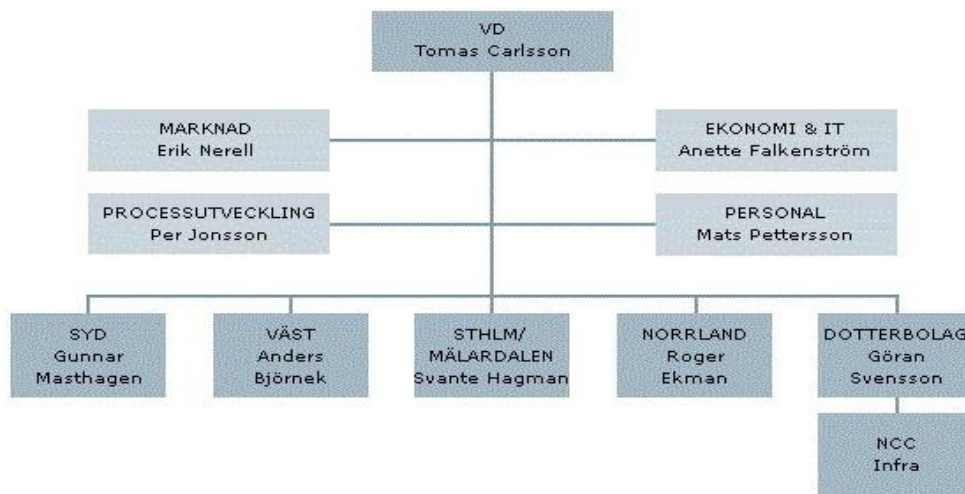 VD
Tomas Carlsson
MARKNAD
Erik Nerell
EKONOMI & IT
Anette Falkenström
PROCESSUTVECKLING
Per Jonsson
PERSONAL
Mats Pettersson
SYD
Gunnar
Masthagen
VÄST
Anders
Björnek
STHLM/
MÄLARDALEN
Svante Hagman
NORRLAND
Roger
Ekman
DOTTERBOLAG
Göran
Svensson
NCC
Infra